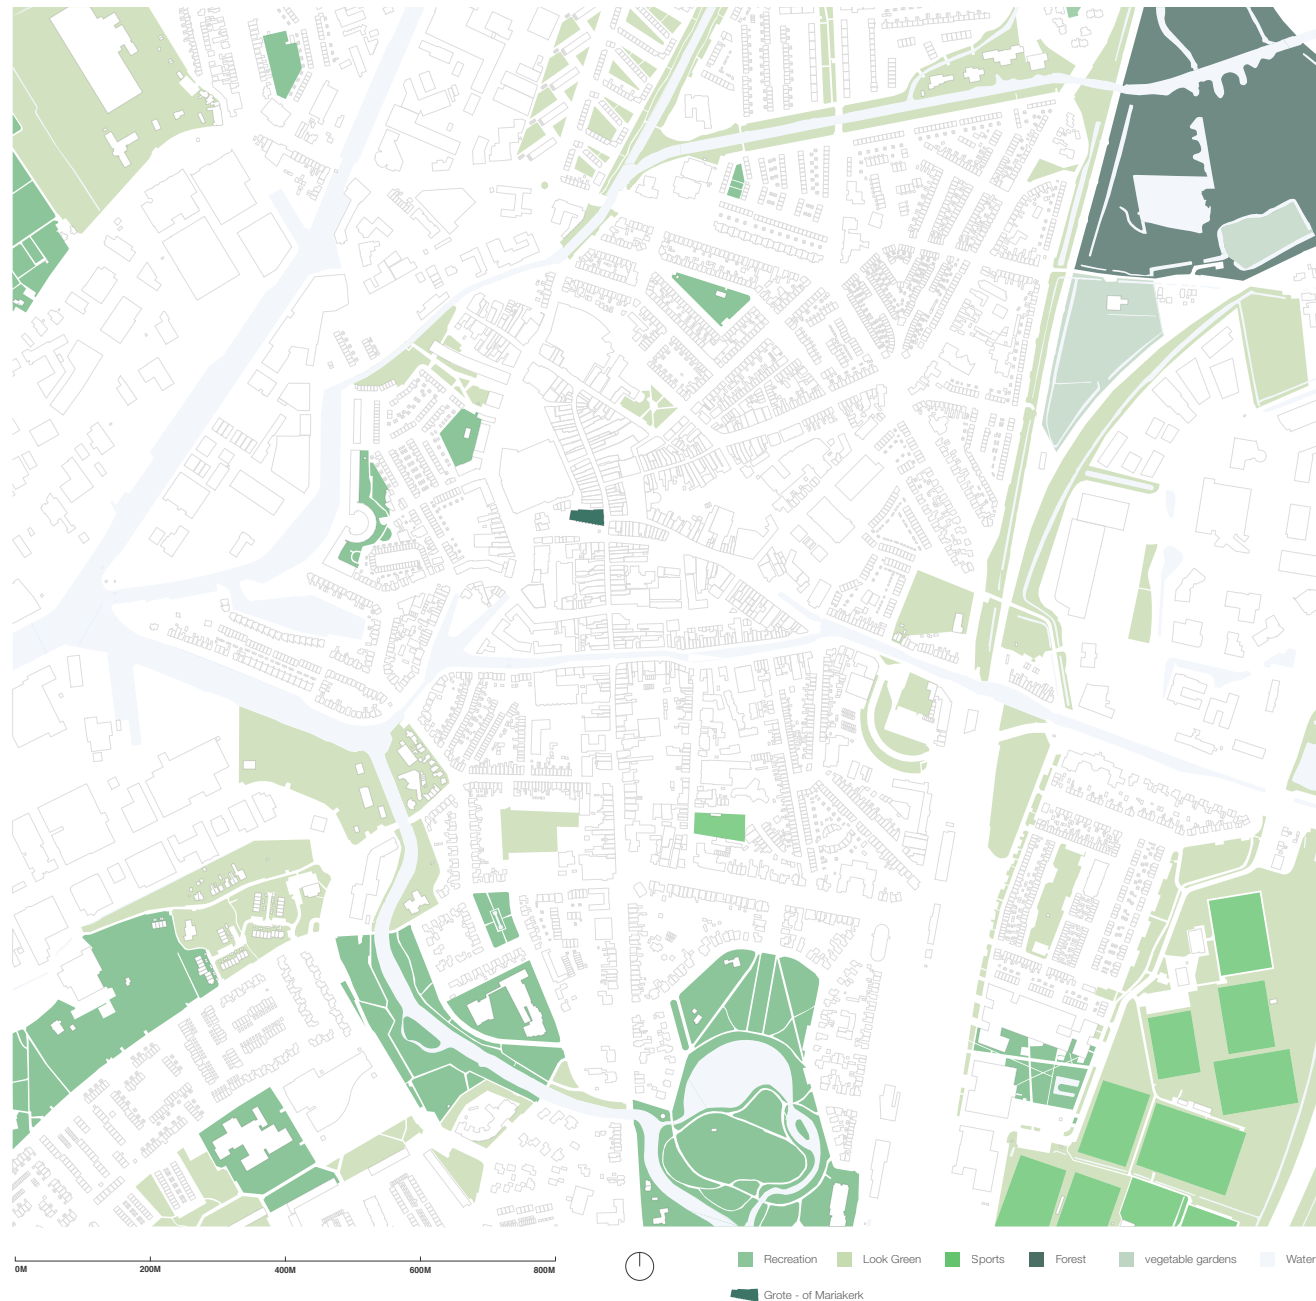 0M 200M 400M 600M 800M
Recreation Look Green Sports Forest vegetable gardens Water
Grote - of Mariakerk